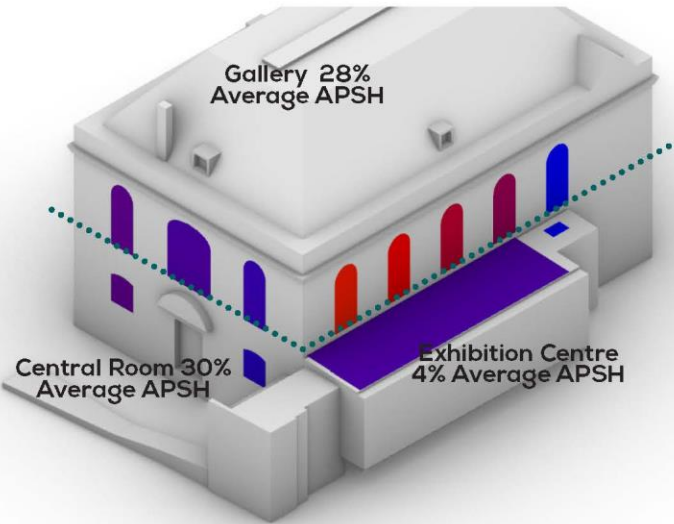 Gallery 28%
Average APSH
Central Room 30%
Average APSH
Exhibition Centre
4% Average APSH